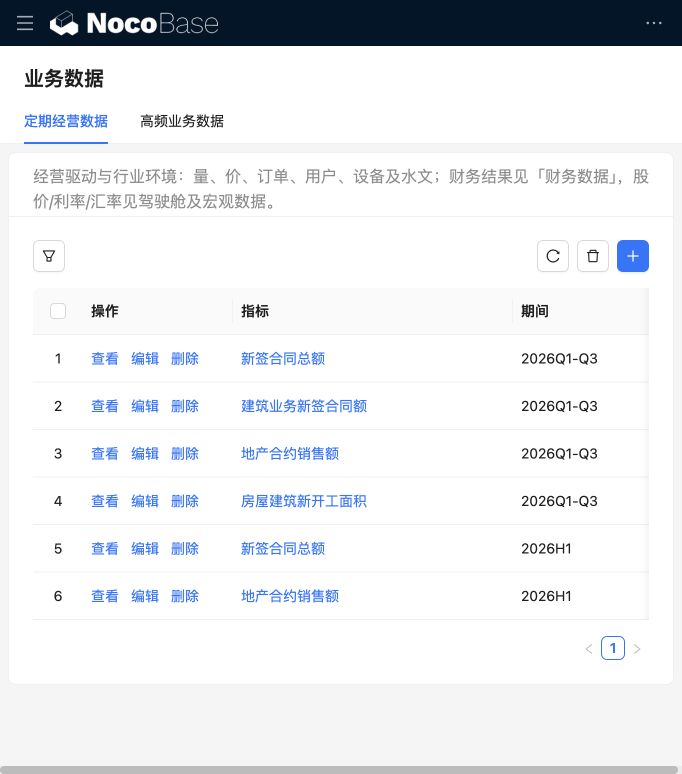 NocoBase
业务数据
定期经营数据 高频业务数据
经营驱动与行业环境：量、价、订单、用户、设备及水文；财务结果见「财务数据」，股
价/利率/汇率见驾驶舱及宏观数据。
操作 指标 期间
1 查看 编辑 删除 新签合同总额 2026Q1-Q3
2 查看 编辑 删除 建筑业务新签合同额 2026Q1-Q3
3 查看 编辑 删除 地产合约销售额 2026Q1-Q3
4 查看 编辑 删除 房屋建筑新开工面积 2026Q1-Q3
5 查看 编辑 删除 新签合同总额 2026H1
6 查看 编辑 删除 地产合约销售额 2026H1
1